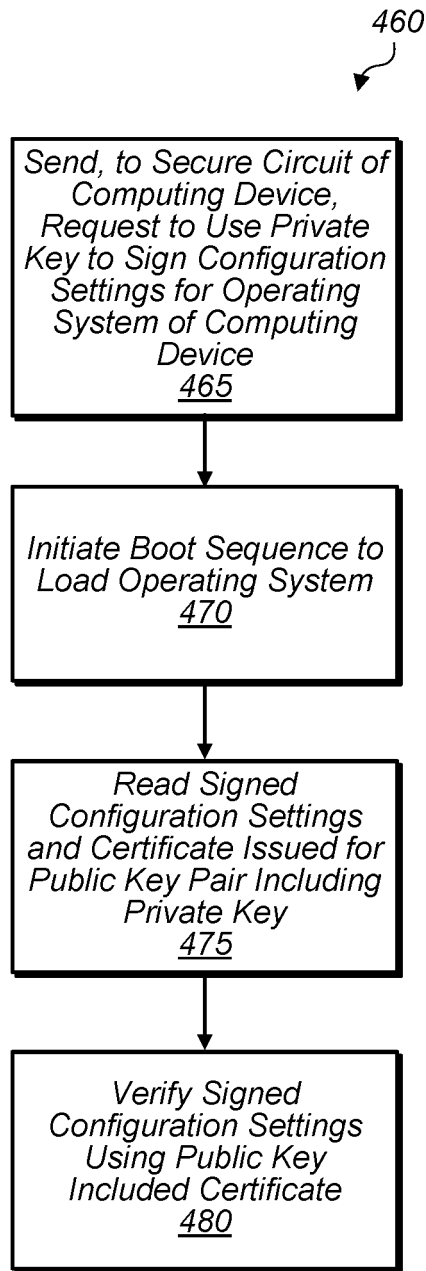 460
Send, to Secure Circuit of
Computing Device,
Request to Use Private
Key to Sign Configuration
Settings for Operating
System of Computing
Device
465
Initiate Boot Sequence to
Load Operating System
470
Read Signed
Configuration Settings
and Certificate Issued for
Public Key Pair Including
Private Key
475
Verify Signed
Configuration Settings
Using Public Key
Included Certificate
480